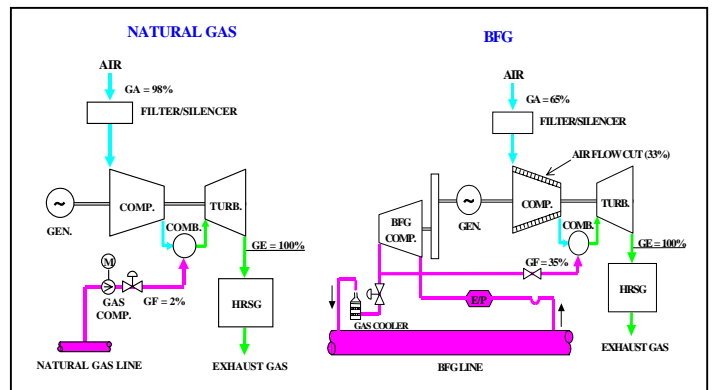 NATURAL GAS
AIR
GA = 98%
FILTER/SILENCER
COMP.
TURB.
~
GEN.
COMB.
GE = 100%
M
GAS
COMP.
GF = 2%
HRSG
NATURAL GAS LINE
EXHAUST GAS
BFG
AIR
GA = 65%
FILTER/SILENCER
AIR FLOW CUT (33%)
BFG
COMP.
~
GEN.
COMP.
TURB.
COMB.
GE = 100%
GF = 35%
E/P
HRSG
GAS COOLER
BFG LINE
EXHAUST GAS